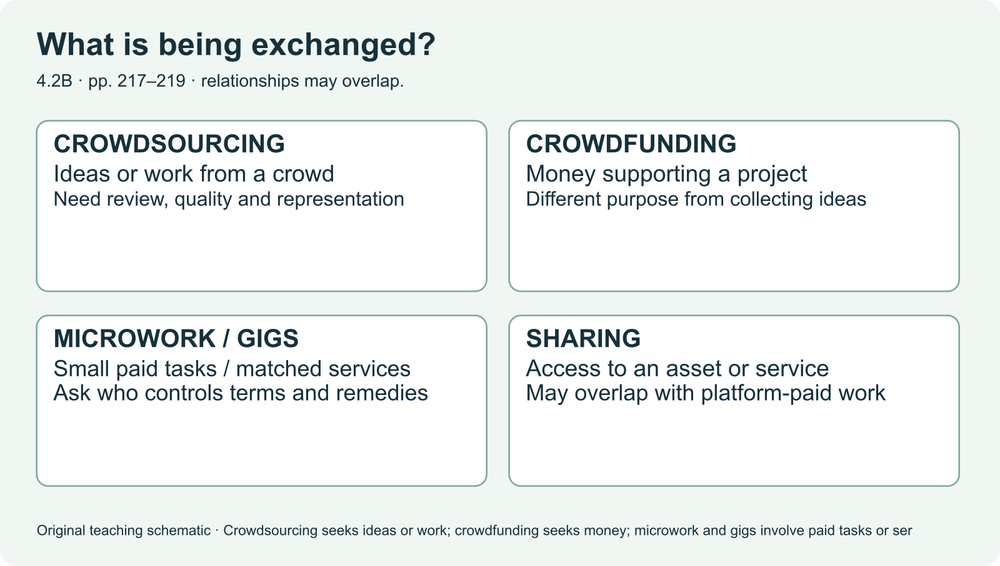 What is being exchanged?
4.2B · pp. 217–219 · relationships may overlap.
CROWDSOURCING
Ideas or work from a crowd
Need review, quality and representation
CROWDFUNDING
Money supporting a project
Different purpose from collecting ideas
MICROWORK / GIGS
Small paid tasks / matched services
Ask who controls terms and remedies
SHARING
Access to an asset or service
May overlap with platform-paid work
Original teaching schematic · Crowdsourcing seeks ideas or work; crowdfunding seeks money; microwork and gigs involve paid tasks or ser